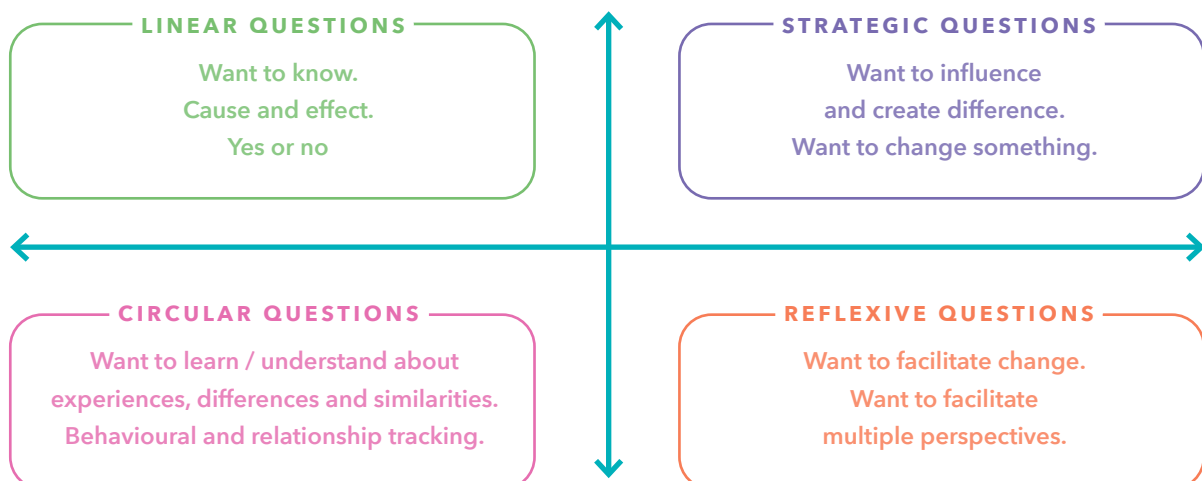 LINEAR QUESTIONS
Want to know.
Cause and effect.
Yes or no
STRATEGIC QUESTIONS
Want to influence
and create difference.
Want to change something.
CIRCULAR QUESTIONS
Want to learn / understand about
experiences, differences and similarities.
Behavioural and relationship tracking.
REFLEXIVE QUESTIONS
Want to facilitate change.
Want to facilitate
multiple perspectives.